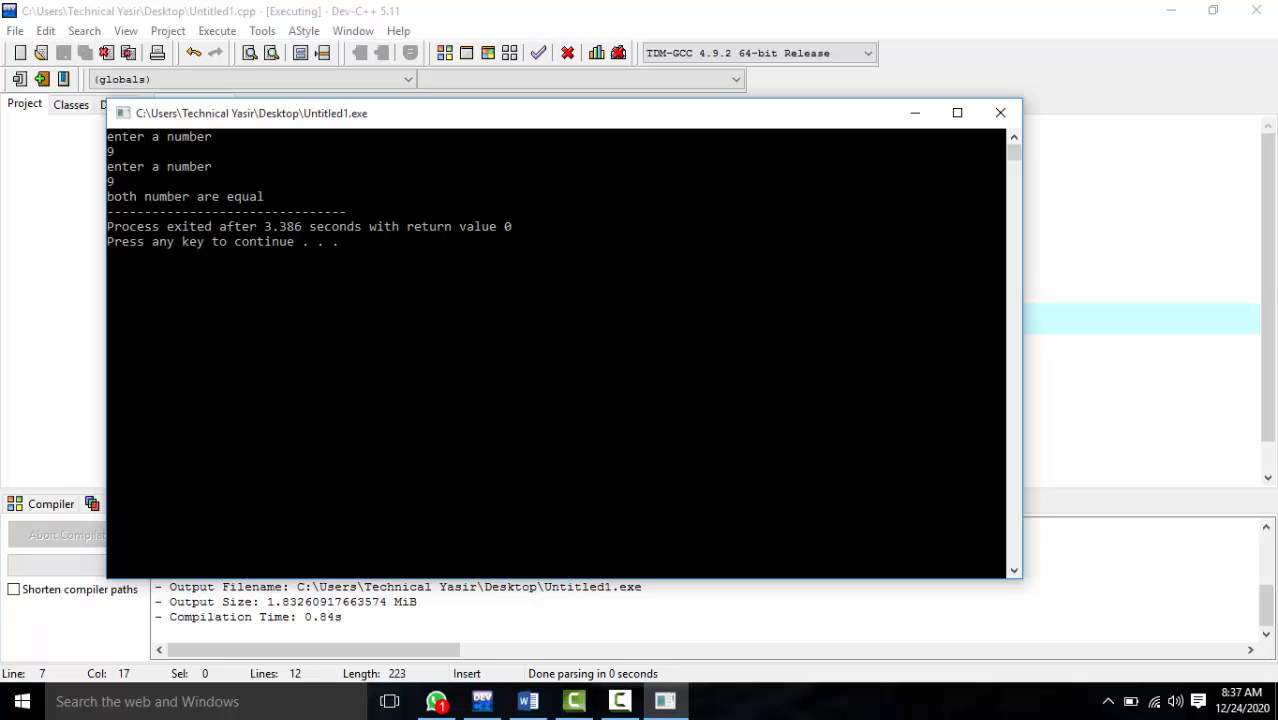 C:\Users\Technical Yasir\Desktop\Untitled1.cpp - [Executing] - Dev-C++ 5.11
File Edit Search View Project Execute Tools AStyle Window Help
TDM-GCC 4.9.2 64-bit Release
(globals)
Project Classes D
C:\Users\Technical Yasir\Desktop\Untitled1.exe
enter a number
9
enter a number
9
both number are equal
--------------------------------
Process exited after 3.386 seconds with return value 0
Press any key to continue . . .
Compiler
Abort Compilat
Shorten compiler paths
- Output Filename: C:\Users\Technical Yasir\Desktop\Untitled1.exe
- Output Size: 1.83260917663574 MiB
- Compilation Time: 0.84s
Line: 7 Col: 17 Sel: 0 Lines: 12 Length: 223 Insert Done parsing in 0 seconds
Search the web and Windows
DEV
1
8:37 AM
12/24/2020